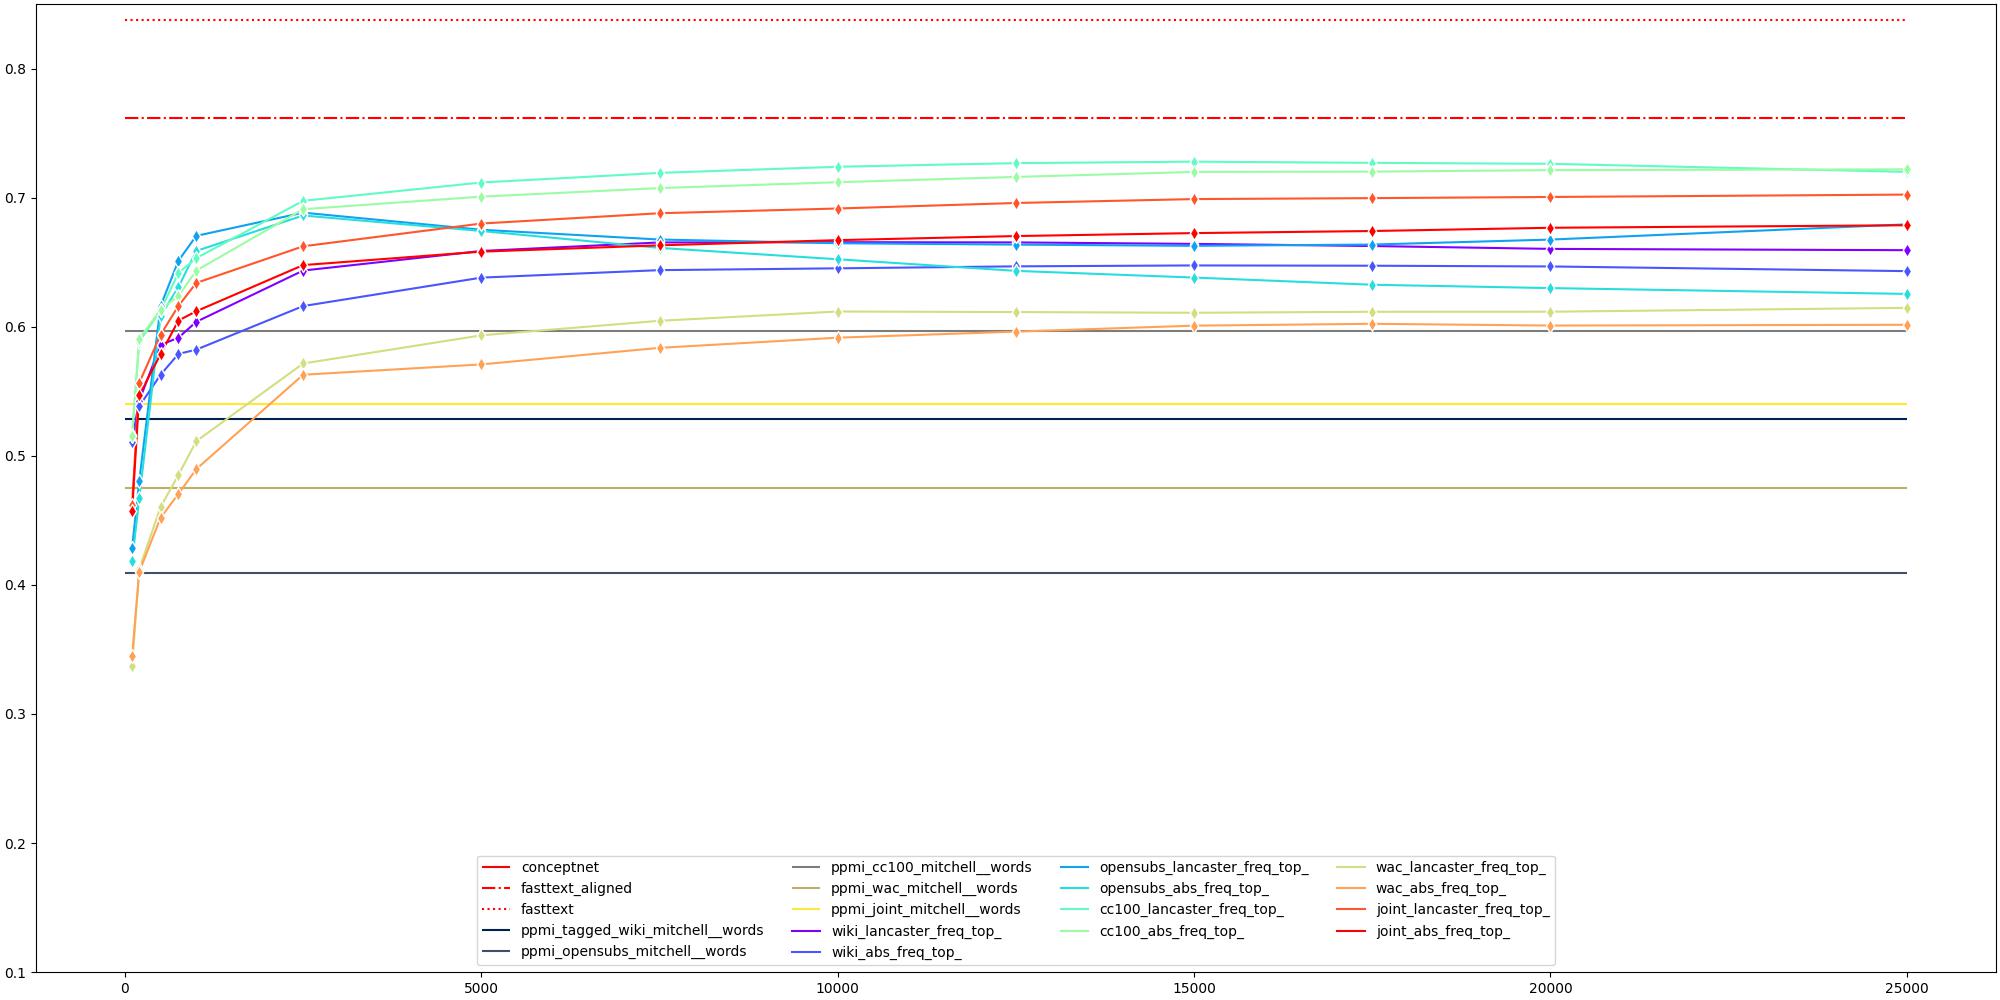 0.8
0.7
0.6
0.5
0.4
0.3
0.2
0.1
0 5000 10000 15000 20000 25000
conceptnet
fasttext_aligned
fasttext
ppmi_tagged_wiki_mitchell__words
ppmi_opensubs_mitchell__words
ppmi_cc100_mitchell__words
ppmi_wac_mitchell__words
ppmi_joint_mitchell__words
wiki_lancaster_freq_top_
wiki_abs_freq_top_
opensubs_lancaster_freq_top_
opensubs_abs_freq_top_
cc100_lancaster_freq_top_
cc100_abs_freq_top_
wac_lancaster_freq_top_
wac_abs_freq_top_
joint_lancaster_freq_top_
joint_abs_freq_top_